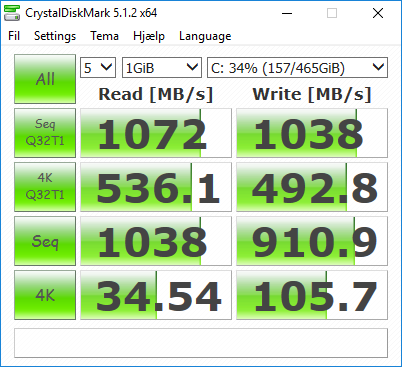 CrystalDiskMark 5.1.2 x64
Fil Settings Tema Hjælp Language
All 5 1GiB C: 34% (157/465GiB)
Read [MB/s] Write [MB/s]
Seq Q32T1 1072 1038
4K Q32T1 536.1 492.8
Seq 1038 910.9
4K 34.54 105.7